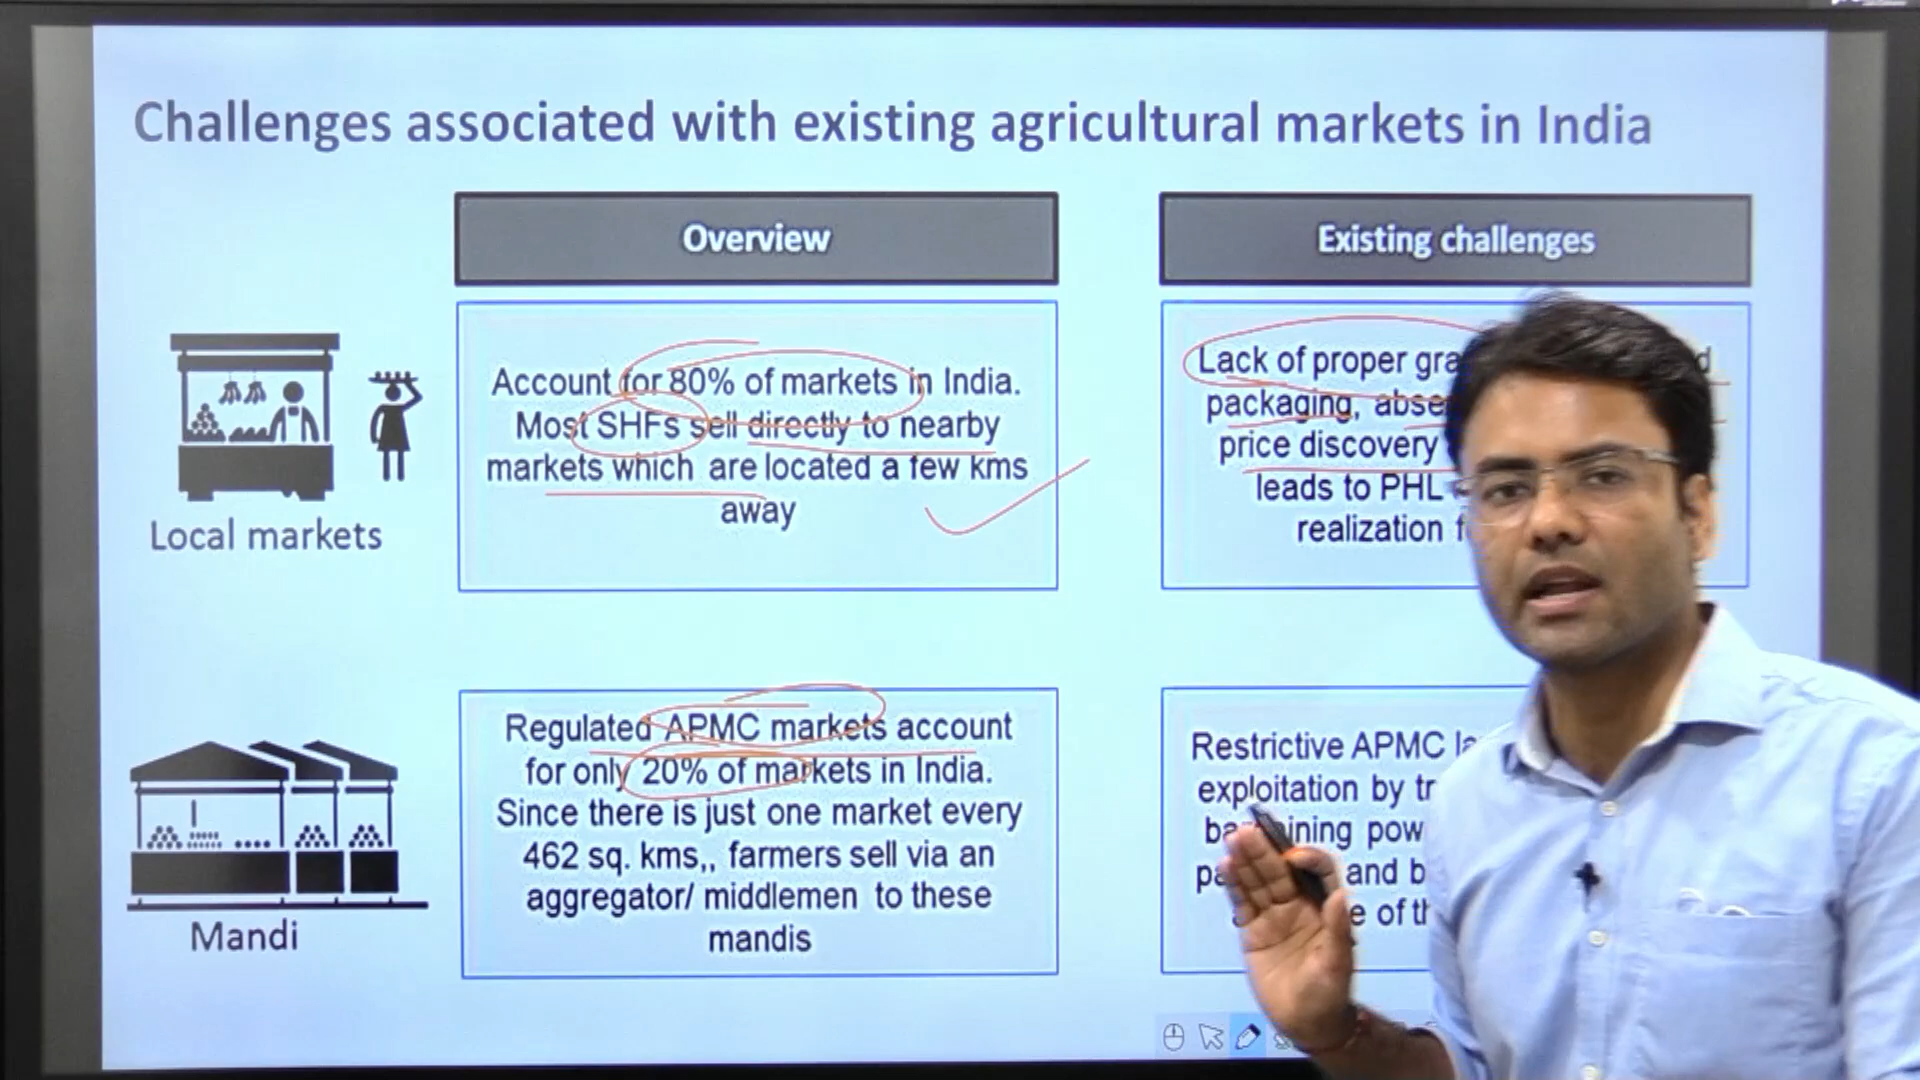 Challenges associated with existing agricultural markets in India
Overview
Existing challenges
Local markets
Account for 80% of markets in India.
Most SHFs sell directly to nearby
markets which are located a few kms
away
Lack of proper
packaging,
price discovery
leads to PHL
realization
Mandi
Regulated APMC markets account
for only 20% of markets in India.
Since there is just one market every
462 sq. kms,, farmers sell via an
aggregator/ middlemen to these
mandis
Restrictive APMC
exploitation by
and
of